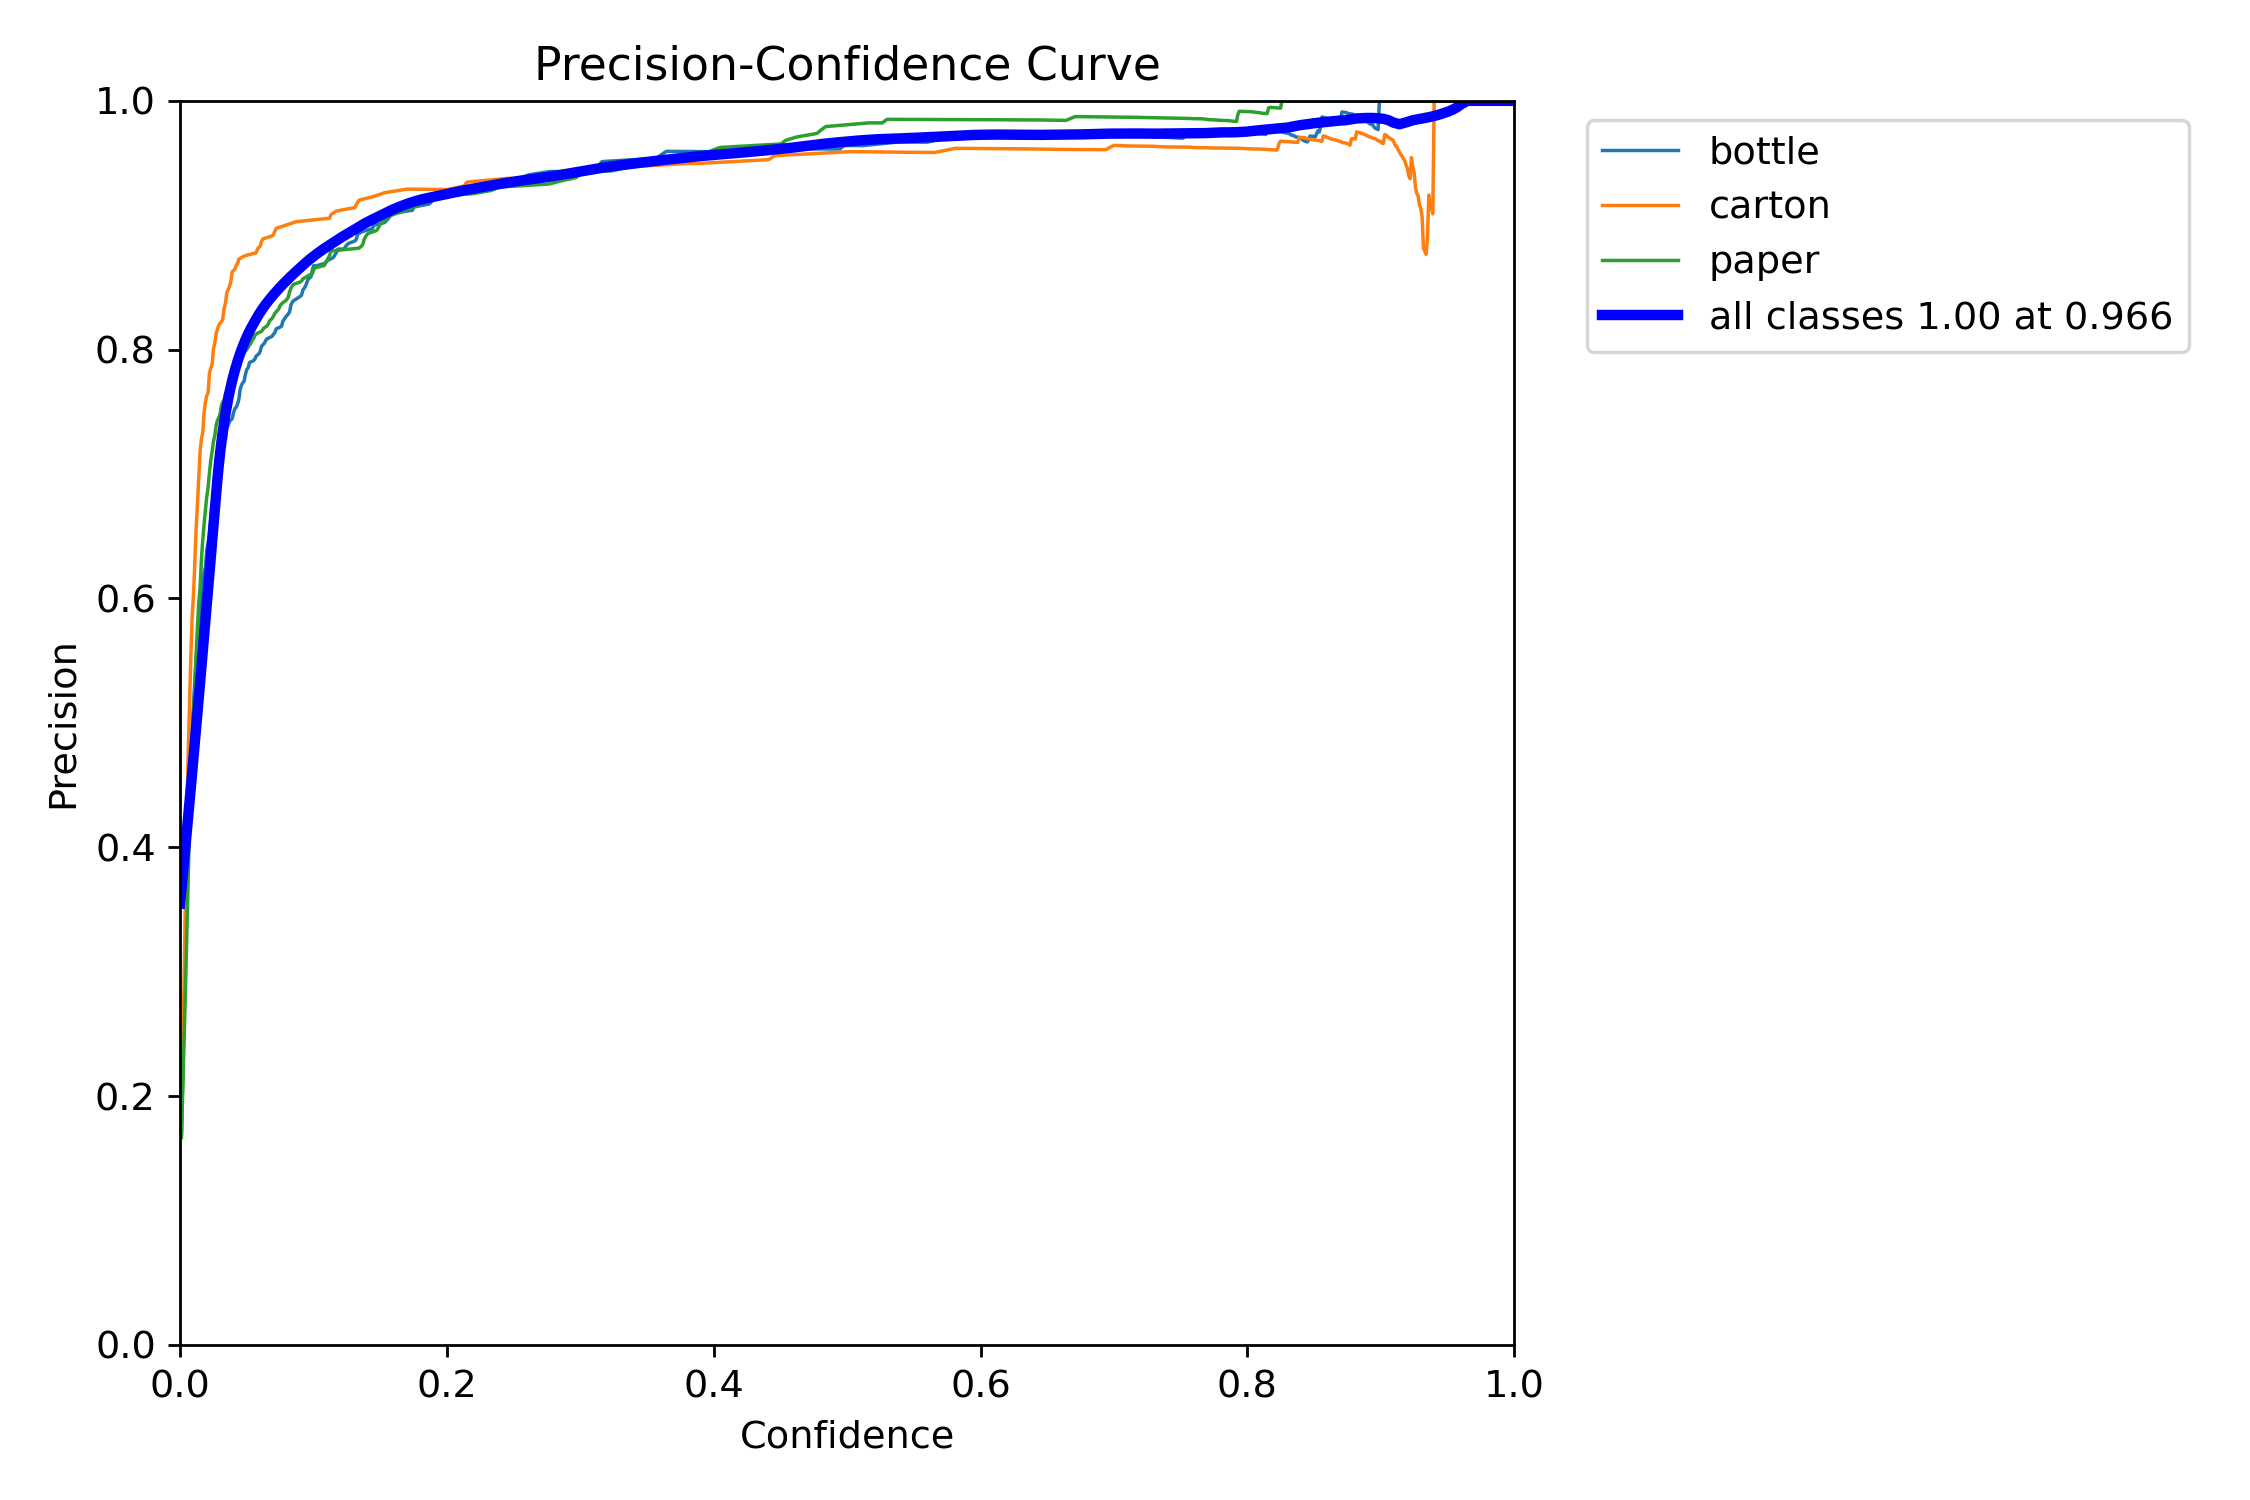 Precision-Confidence Curve
1.0
0.8
0.6
0.4
0.2
0.0
Precision
0.0 0.2 0.4 0.6 0.8 1.0
Confidence
bottle
carton
paper
all classes 1.00 at 0.966